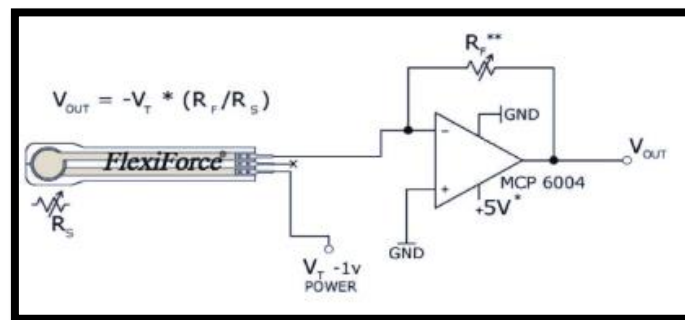 R_F**
V_OUT = -V_T * (R_F/R_S)
GND
FlexiForce®
V_OUT
MCP 6004
+5V*
R_S
GND
V_T -1v
POWER